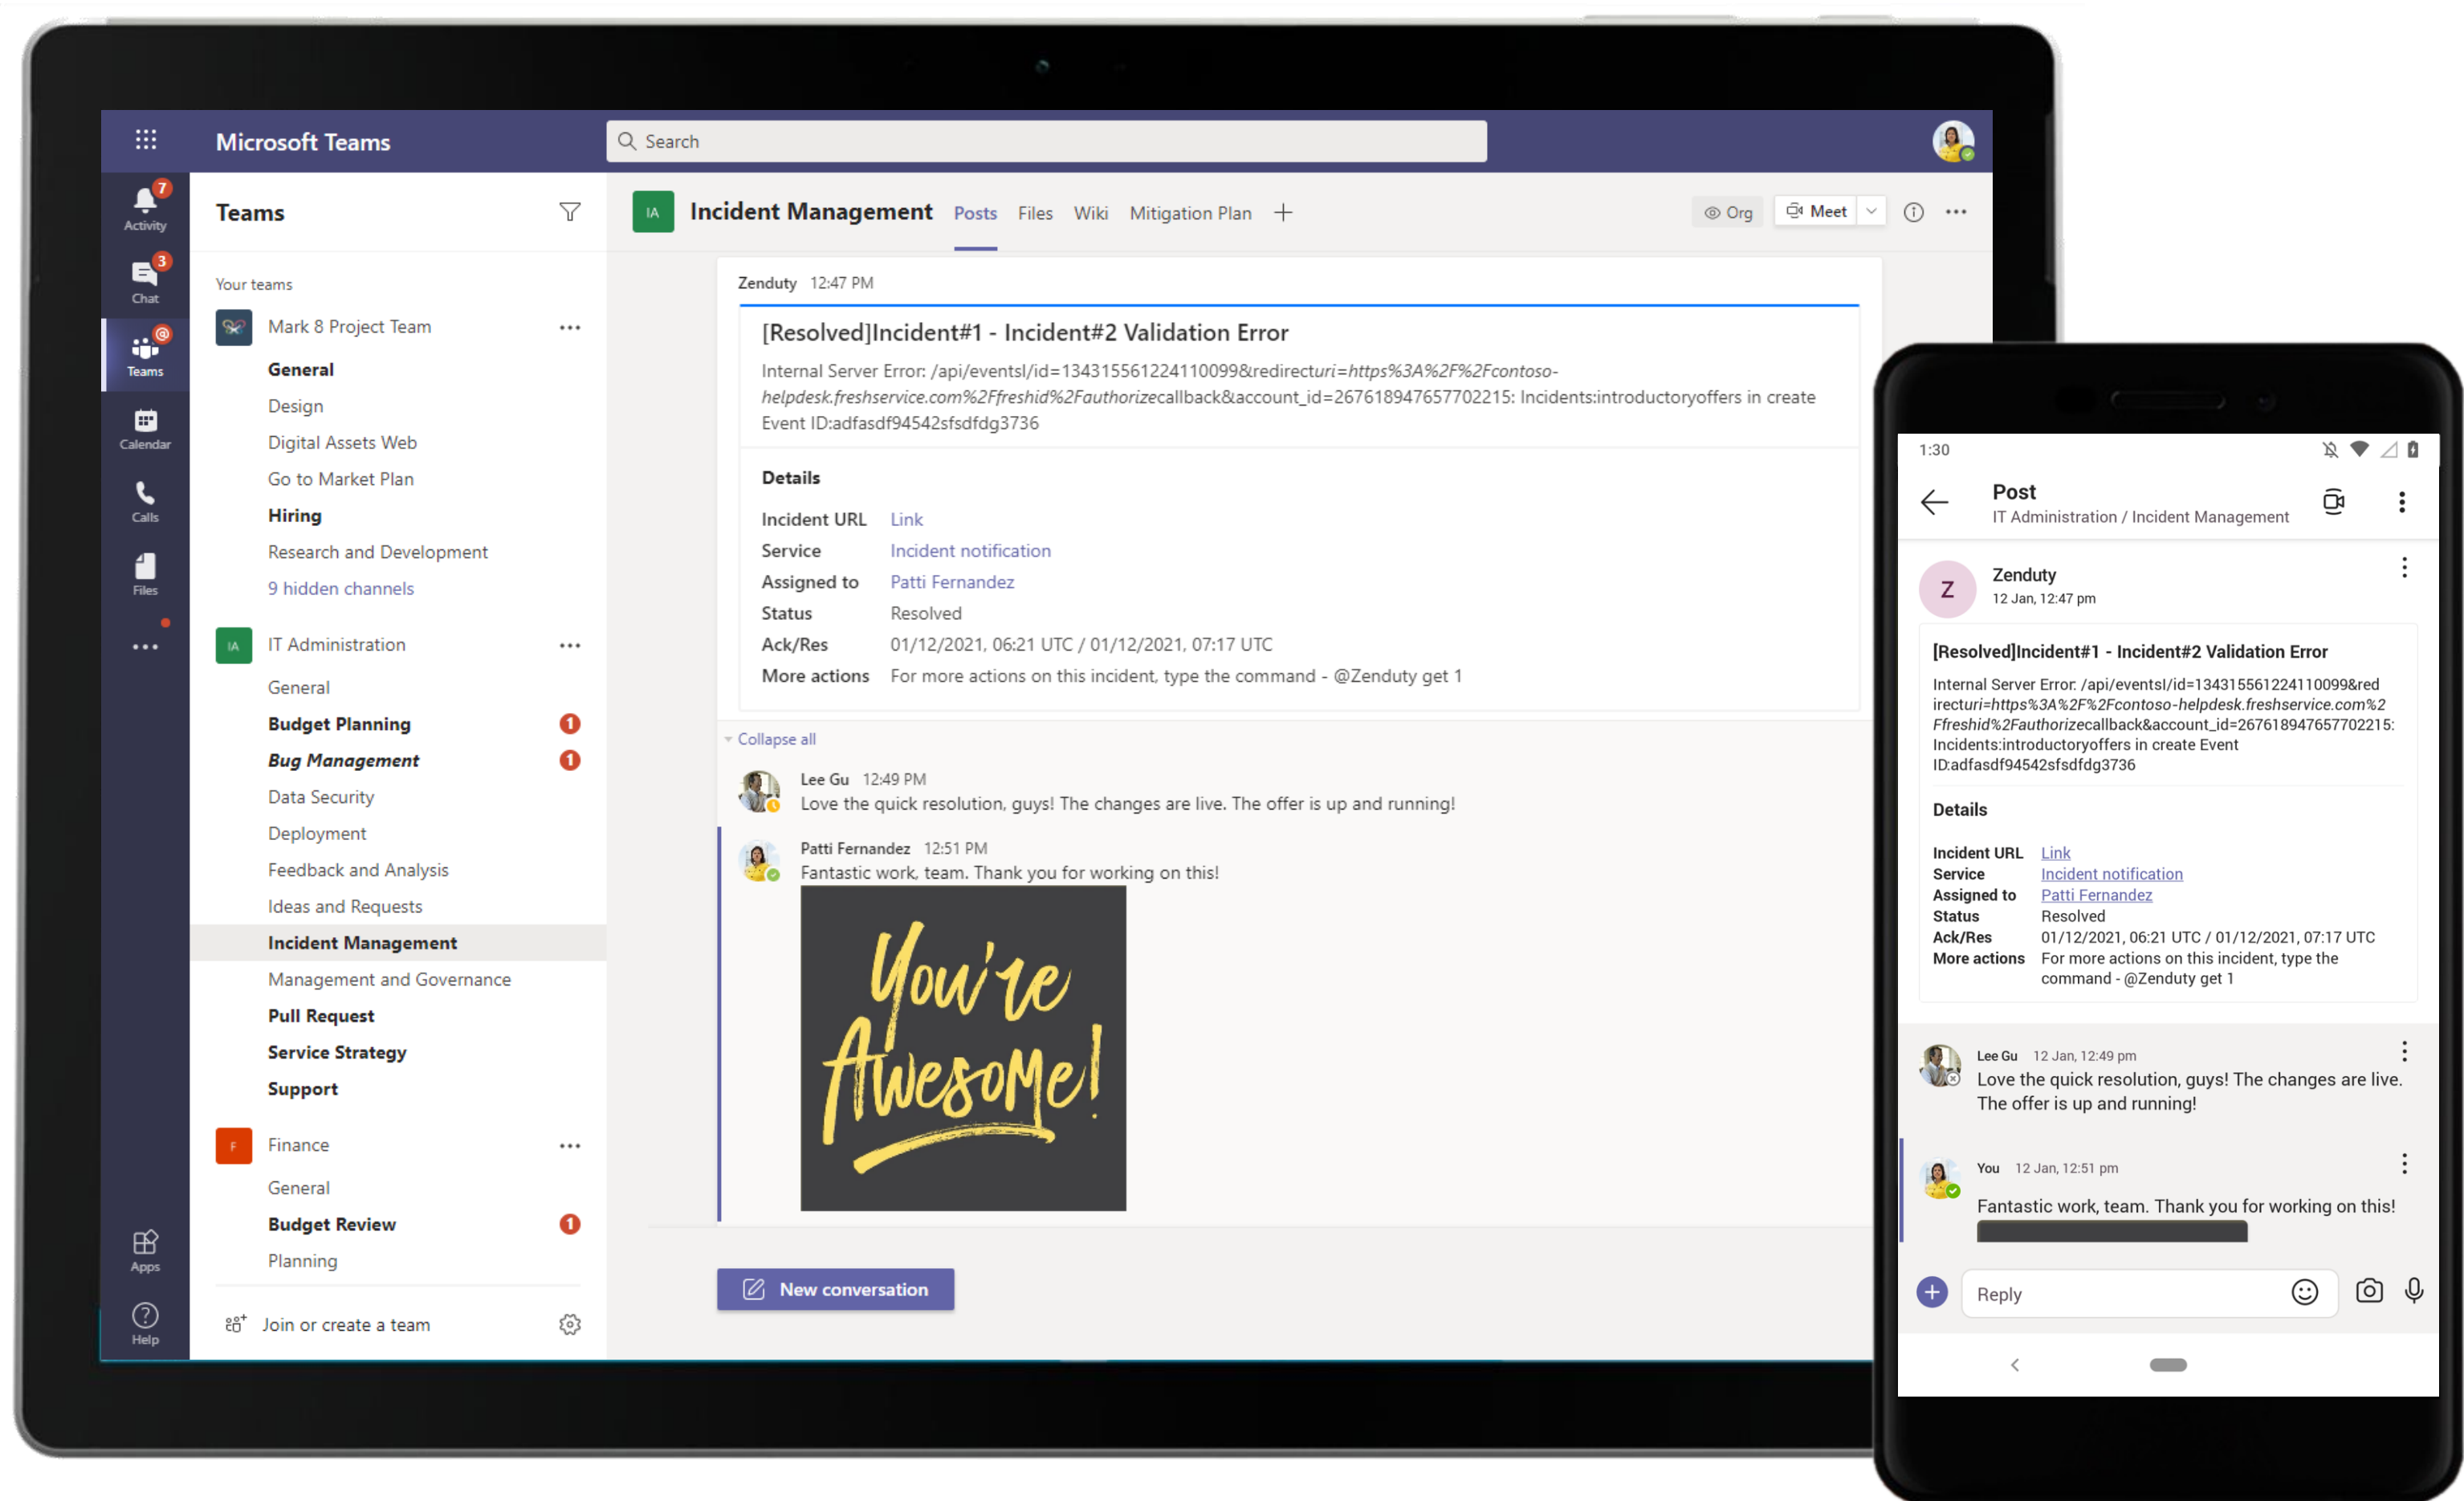 Microsoft Teams
Search
7
Activity
3
Chat
@
Teams
Calendar
Calls
Files
Apps
Help
Teams
Your teams
Mark 8 Project Team
General
Design
Digital Assets Web
Go to Market Plan
Hiring
Research and Development
9 hidden channels
IA
IT Administration
General
Budget Planning 1
Bug Management 1
Data Security
Deployment
Feedback and Analysis
Ideas and Requests
Incident Management
Management and Governance
Pull Request
Service Strategy
Support
F
Finance
General
Budget Review 1
Planning
Join or create a team
IA
Incident Management Posts Files Wiki Mitigation Plan
Org Meet
Zenduty 12:47 PM
[Resolved]Incident#1 - Incident#2 Validation Error
Internal Server Error: /api/eventsI/id=134315561224110099&redirecturi=https%3A%2F%2Fcontoso-
helpdesk.freshservice.com%2Ffreshid%2Fauthorizecallback&account_id=267618947657702215: Incidents:introductoryoffers in create
Event ID:adfasdf94542sfsdfdg3736
Details
Incident URL Link
Service Incident notification
Assigned to Patti Fernandez
Status Resolved
Ack/Res 01/12/2021, 06:21 UTC / 01/12/2021, 07:17 UTC
More actions For more actions on this incident, type the command - @Zenduty get 1
Collapse all
Lee Gu 12:49 PM
Love the quick resolution, guys! The changes are live. The offer is up and running!
Patti Fernandez 12:51 PM
Fantastic work, team. Thank you for working on this!
You're
Awesome!
New conversation
1:30
Post
IT Administration / Incident Management
Z
Zenduty
12 Jan, 12:47 pm
[Resolved]Incident#1 - Incident#2 Validation Error
Internal Server Error: /api/eventsI/id=134315561224110099&red
irecturi=https%3A%2F%2Fcontoso-helpdesk.freshservice.com%2
Ffreshid%2Fauthorizecallback&account_id=267618947657702215:
Incidents:introductoryoffers in create Event
ID:adfasdf94542sfsdfdg3736
Details
Incident URL Link
Service Incident notification
Assigned to Patti Fernandez
Status Resolved
Ack/Res 01/12/2021, 06:21 UTC / 01/12/2021, 07:17 UTC
More actions For more actions on this incident, type the
command - @Zenduty get 1
Lee Gu 12 Jan, 12:49 pm
Love the quick resolution, guys! The changes are live.
The offer is up and running!
You 12 Jan, 12:51 pm
Fantastic work, team. Thank you for working on this!
Reply